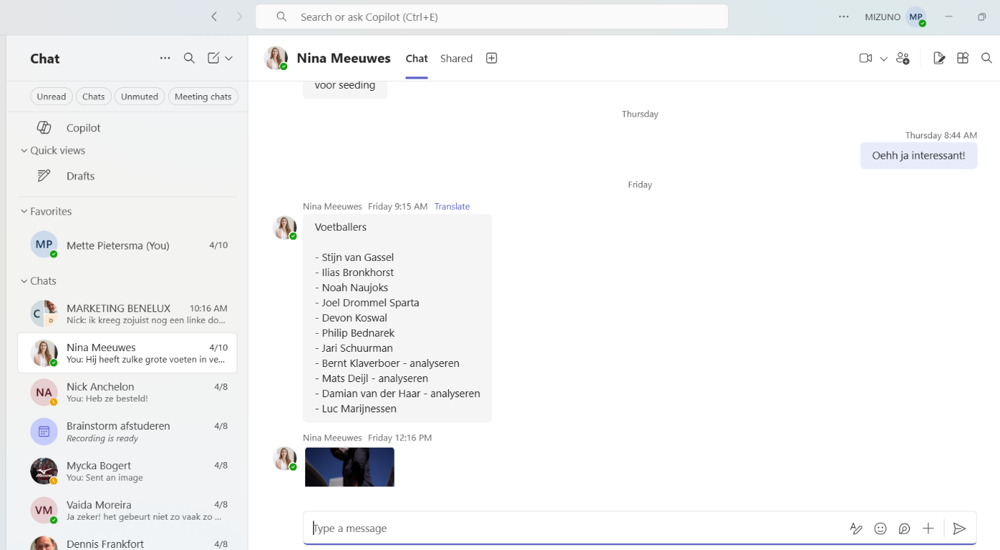 Search or ask Copilot (Ctrl+E)
MIZUNO
MP
Chat
Unread
Chats
Unmuted
Meeting chats
Copilot
Quick views
Drafts
Favorites
MP
Mette Pietersma (You)
4/10
Chats
C
D
MARKETING BENELUX
10:16 AM
Nick: ik kreeg zojuist nog een linke do...
Nina Meeuwes
4/10
You: Hij heeft zulke grote voeten in ve...
NA
Nick Anchelon
4/8
You: Heb ze besteld!
Brainstorm afstuderen
4/8
Recording is ready
MIZUNO
Mycka Bogert
4/8
You: Sent an image
VM
Vaida Moreira
4/8
Ja zeker! het gebeurt niet zo vaak zo ...
Dennis Frankfort
4/8
Nina Meeuwes
Chat
Shared
voor seeding
Thursday
Thursday 8:44 AM
Oehh ja interessant!
Friday
Nina Meeuwes Friday 9:15 AM Translate
Voetballers
- Stijn van Gassel
- Ilias Bronkhorst
- Noah Naujoks
- Joel Drommel Sparta
- Devon Koswal
- Philip Bednarek
- Jari Schuurman
- Bernt Klaverboer - analyseren
- Mats Deijl - analyseren
- Damian van der Haar - analyseren
- Luc Marijnessen
Nina Meeuwes Friday 12:16 PM
Type a message